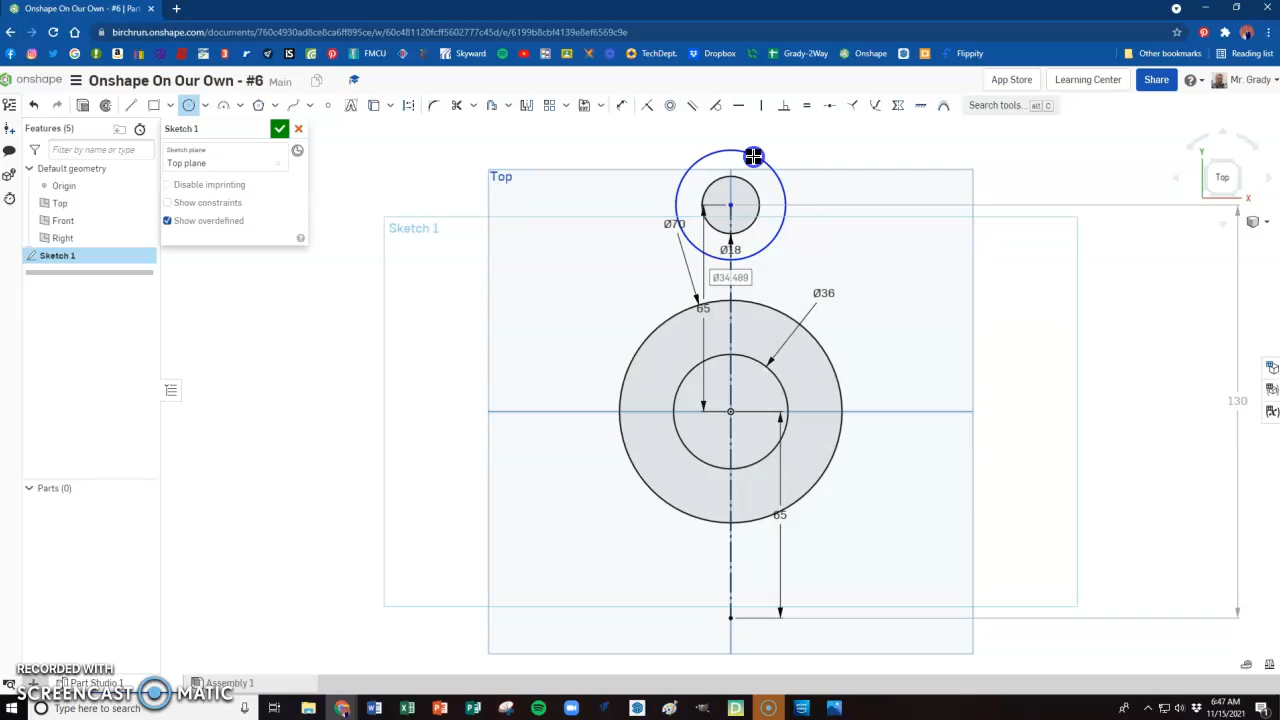 Onshape On Our Own - #6 | Part S
birchrun.onshape.com/documents/760c4930ad8ce8ca6ff895ce/w/60c481120fcff5602777c45d/e/6199b8cbf4139e8ef6569c9e
FMCU
Skyward
TechDept.
Dropbox
Grady-2Way
Onshape
Flippity
Other bookmarks
Reading list
onshape
Onshape On Our Own - #6
Main
App Store
Learning Center
Share
Mr. Grady
Search tools...
alt
C
Features (5)
Filter by name or type
Default geometry
Origin
Top
Front
Right
Sketch 1
Sketch 1
Sketch plane
Top plane
Disable imprinting
Show constraints
Show overdefined
Top
Sketch 1
Ø70
Ø18
Ø34.489
Ø36
65
65
130
Top
Y
X
Parts (0)
RECORDED WITH
SCREENCAST MATIC
Part Studio 1
Assembly 1
Type here to search
6:47 AM
11/15/2021